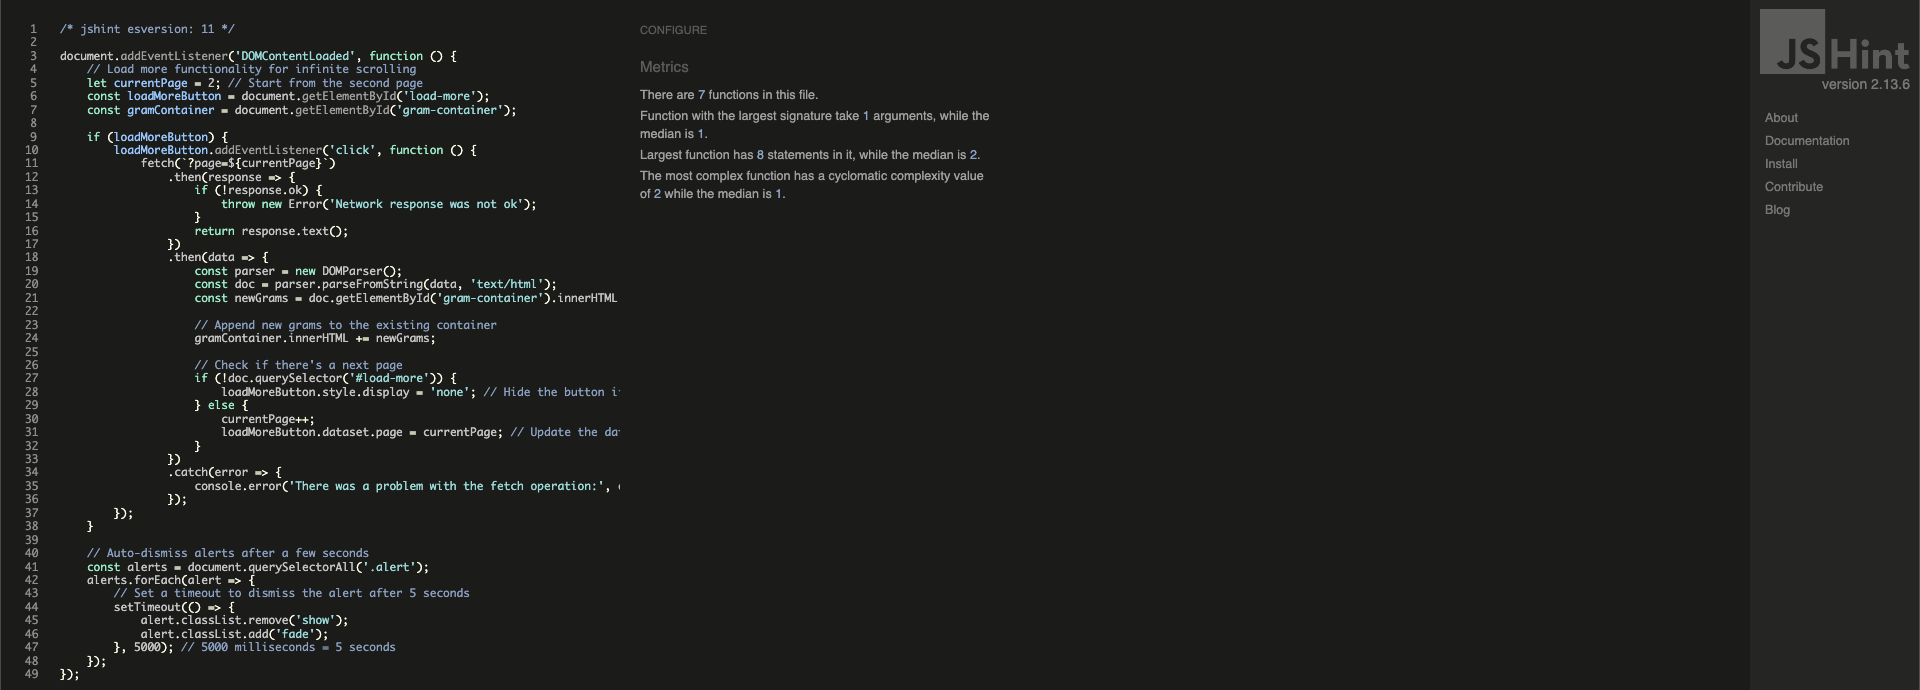 1 /* jshint esversion: 11 */
2
3 document.addEventListener('DOMContentLoaded', function () {
4 // Load more functionality for infinite scrolling
5 let currentPage = 2; // Start from the second page
6 const loadMoreButton = document.getElementById('load-more');
7 const gramContainer = document.getElementById('gram-container');
8
9 if (loadMoreButton) {
10 loadMoreButton.addEventListener('click', function () {
11 fetch(`?page=${currentPage}`)
12 .then(response => {
13 if (!response.ok) {
14 throw new Error('Network response was not ok');
15 }
16 return response.text();
17 })
18 .then(data => {
19 const parser = new DOMParser();
20 const doc = parser.parseFromString(data, 'text/html');
21 const newGrams = doc.getElementById('gram-container').innerHTML
22
23 // Append new grams to the existing container
24 gramContainer.innerHTML += newGrams;
25
26 // Check if there's a next page
27 if (!doc.querySelector('#load-more')) {
28 loadMoreButton.style.display = 'none'; // Hide the button
29 } else {
30 currentPage++;
31 loadMoreButton.dataset.page = currentPage; // Update the
32 }
33 })
34 .catch(error => {
35 console.error('There was a problem with the fetch operation:',
36 });
37 });
38 }
39
40 // Auto-dismiss alerts after a few seconds
41 const alerts = document.querySelectorAll('.alert');
42 alerts.forEach(alert => {
43 // Set a timeout to dismiss the alert after 5 seconds
44 setTimeout(() => {
45 alert.classList.remove('show');
46 alert.classList.add('fade');
47 }, 5000); // 5000 milliseconds = 5 seconds
48 });
49 });
CONFIGURE
Metrics
There are 7 functions in this file.
Function with the largest signature take 1 arguments, while the
median is 1.
Largest function has 8 statements in it, while the median is 2.
The most complex function has a cyclomatic complexity value
of 2 while the median is 1.
JSHint
version 2.13.6
About
Documentation
Install
Contribute
Blog